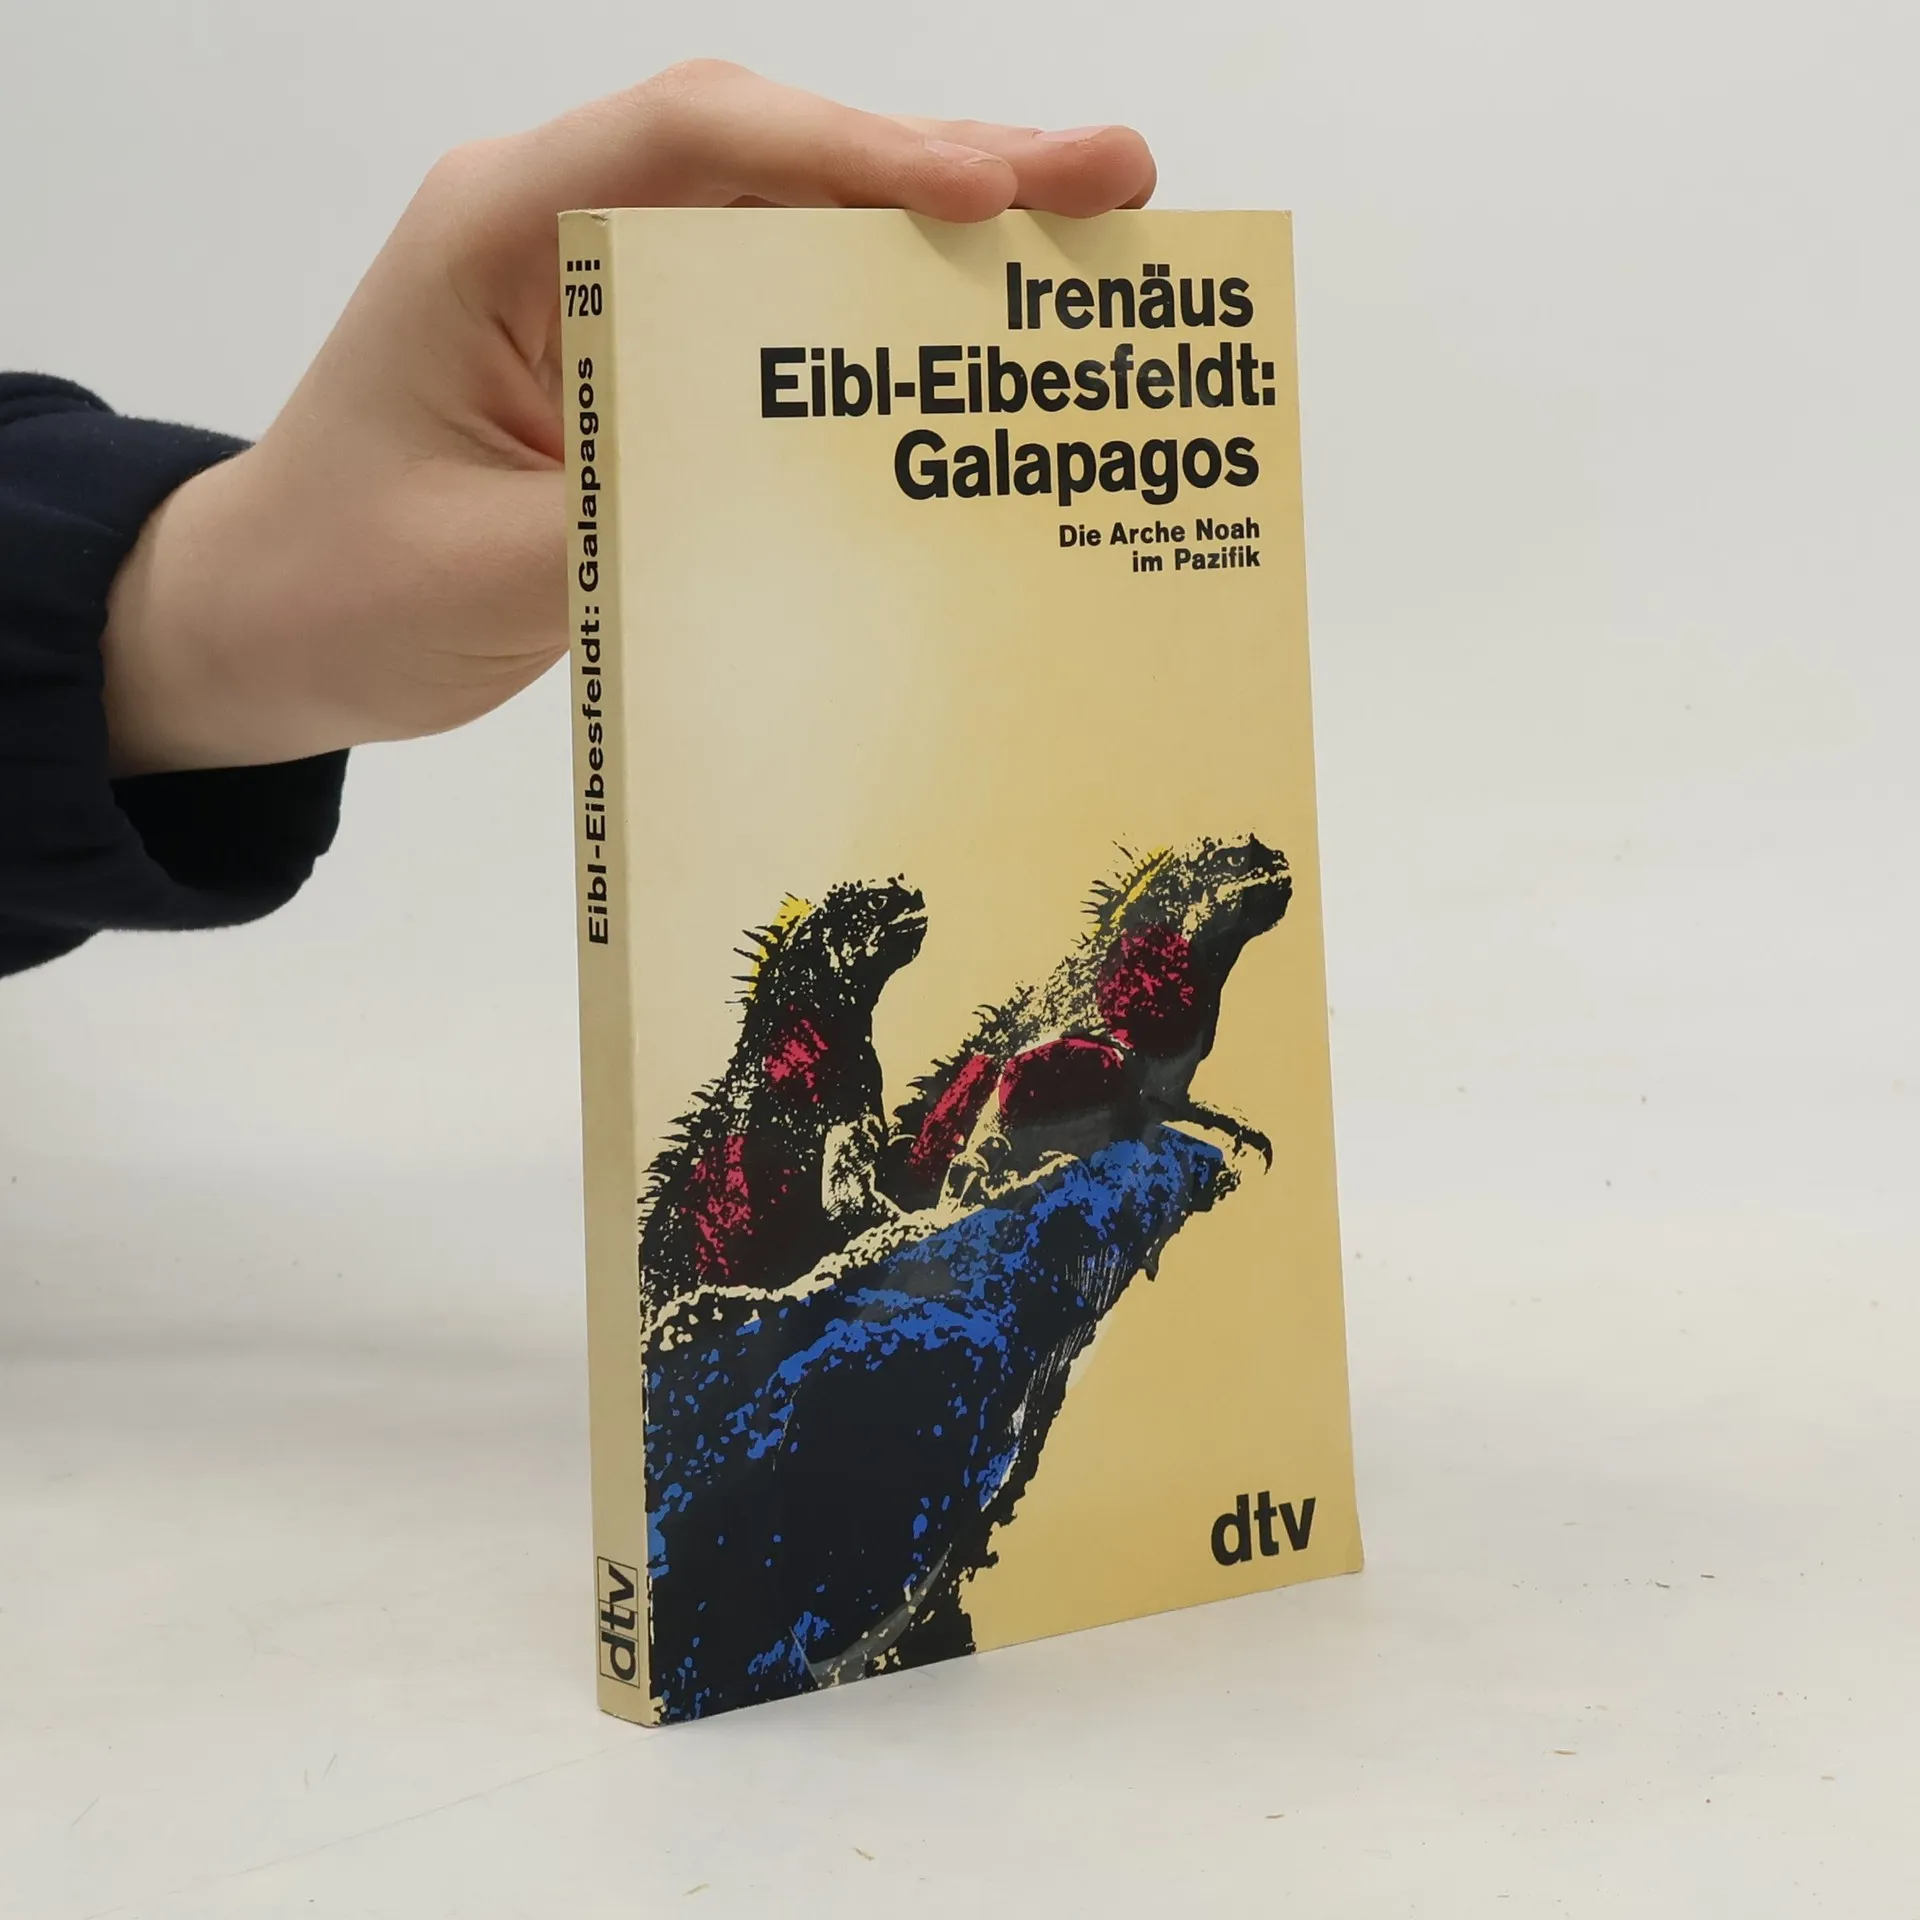 720
Eibl-Eibesfeldt: Galapagos
dtv
Irenäus
Eibl-Eibesfeldt:
Galapagos
Die Arche Noah
im Pazifik
dtv